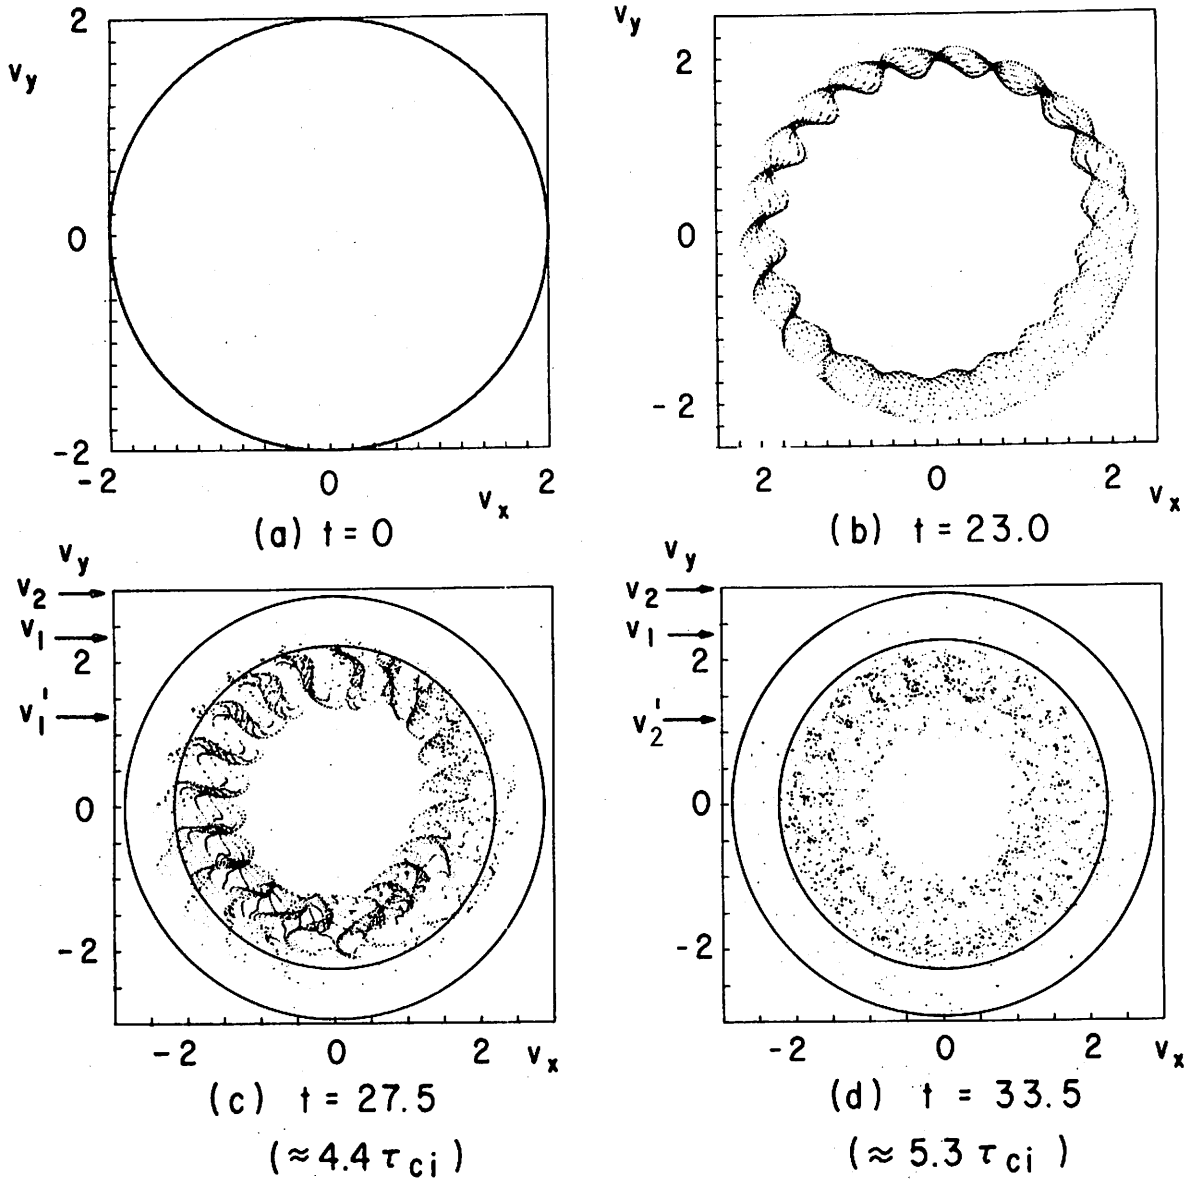 2
v_y
0
-2
-2 0 2
v_x
(a) t = 0
v_y
2
0
-2
2 0 2
v_x
(b) t = 23.0
v_y
v_2
v_1
2
v_1'
0
-2
-2 0 2 v_x
(c) t = 27.5
(≈ 4.4 τ_ci)
v_y
v_2
v_1
2
v_2'
0
-2
-2 0 2 v_x
(d) t = 33.5
(≈ 5.3 τ_ci)